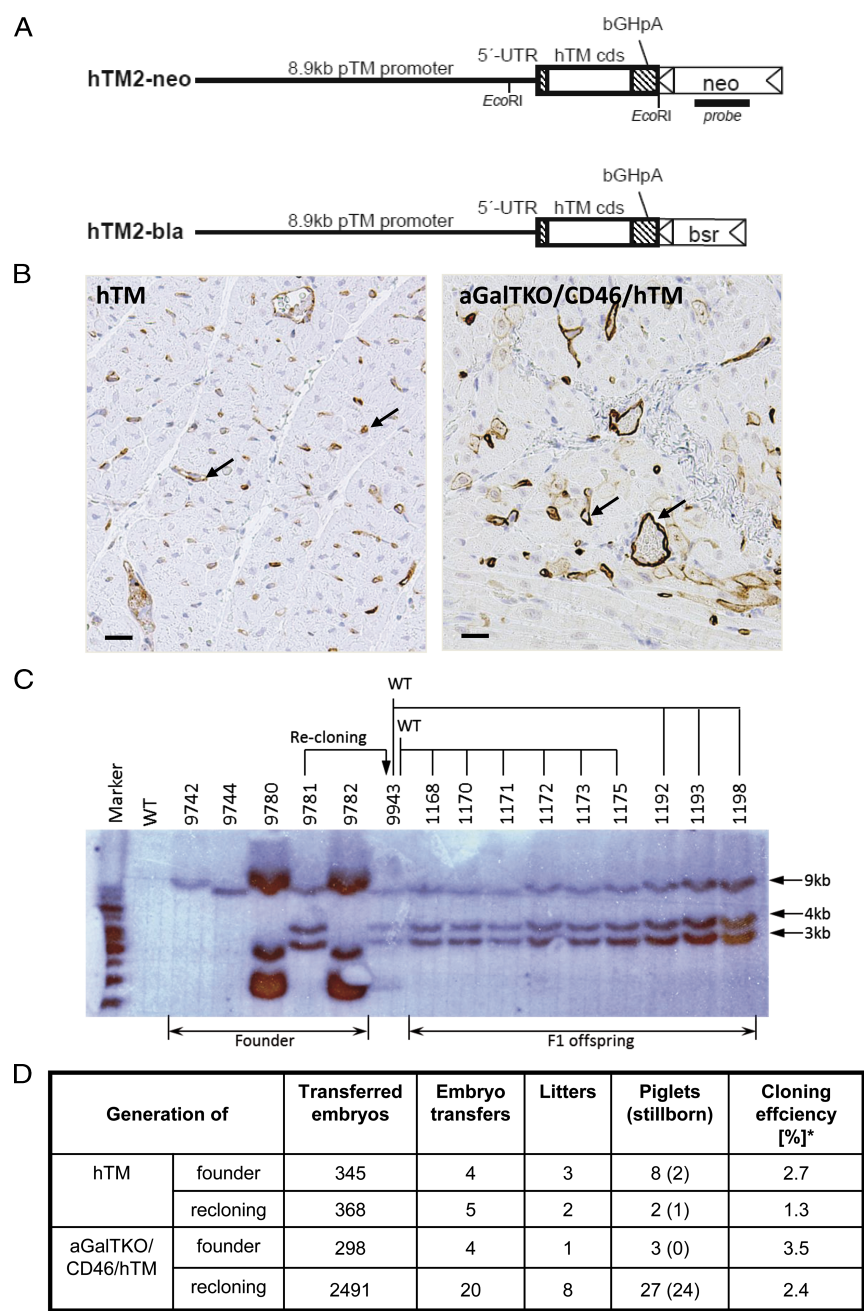 A
bGHpA
5´-UTR hTM cds
hTM2-neo 8.9kb pTM promoter neo
EcoRI EcoRI probe
bGHpA
5´-UTR hTM cds
hTM2-bla 8.9kb pTM promoter bsr
B
hTM aGalTKO/CD46/hTM
C
WT
WT
Re-cloning
Marker WT 9742 9744 9780 9781 9782 9943 1168 1170 1171 1172 1173 1175 1192 1193 1198
9kb
4kb
3kb
Founder F1 offspring
D
Generation of Transferred embryos Embryo transfers Litters Piglets (stillborn) Cloning effciency [%]*
hTM founder 345 4 3 8 (2) 2.7
recloning 368 5 2 2 (1) 1.3
aGalTKO/ CD46/hTM founder 298 4 1 3 (0) 3.5
recloning 2491 20 8 27 (24) 2.4